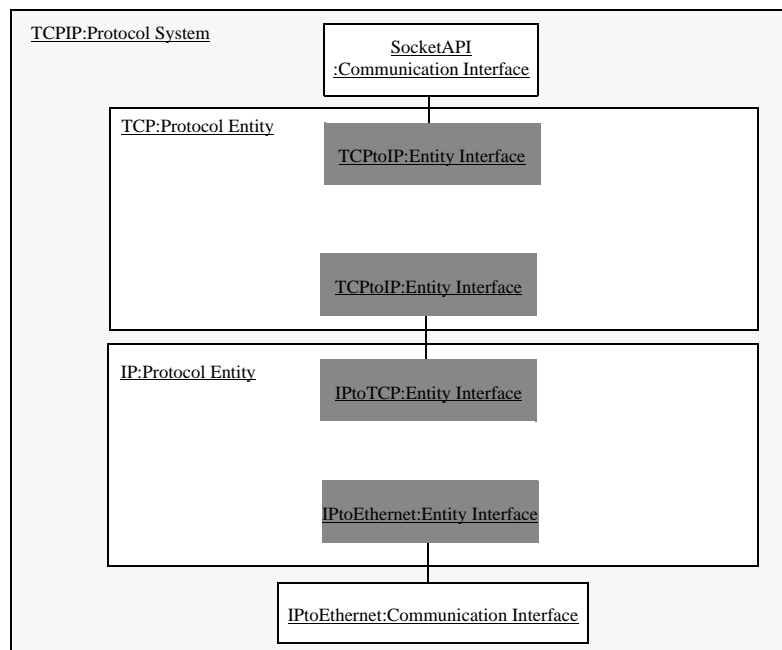 TCPIP:Protocol System
SocketAPI
:Communication Interface
TCP:Protocol Entity
TCPtoIP:Entity Interface
TCPtoIP:Entity Interface
IP:Protocol Entity
IPtoTCP:Entity Interface
IPtoEthernet:Entity Interface
IPtoEthernet:Communication Interface